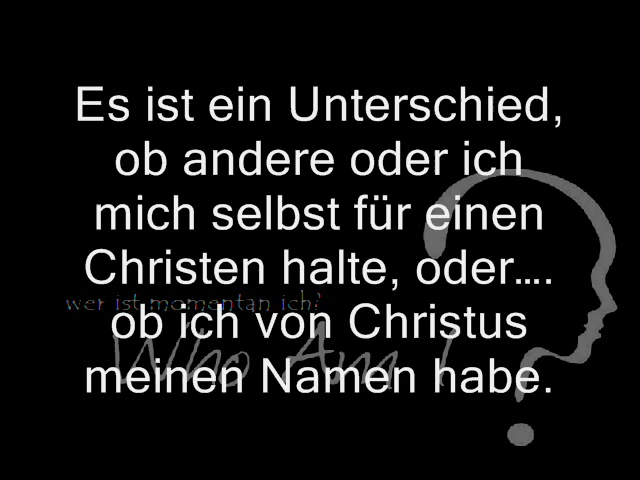 Es ist ein Unterschied,
ob andere oder ich
mich selbst für einen
Christen halte, oder….
wer ist momentan ich?
ob ich von Christus
Who Am I
meinen Namen habe.